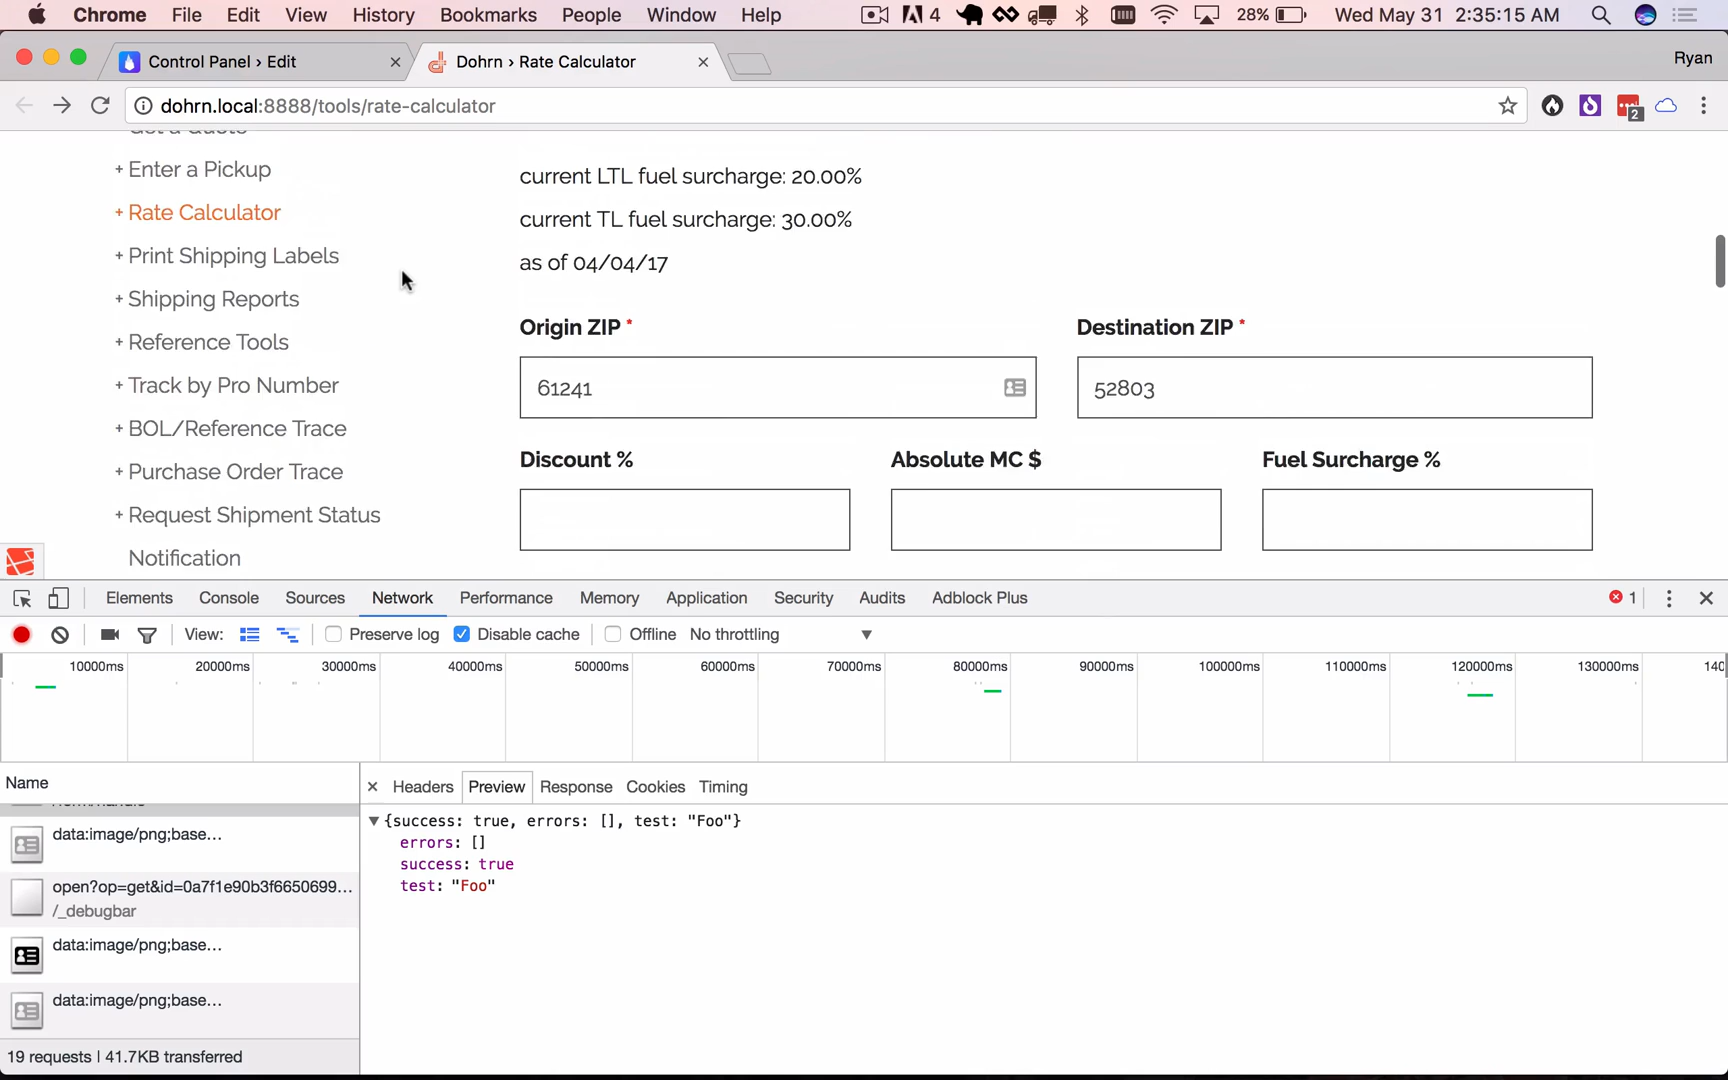 Chrome File Edit View History Bookmarks People Window Help 4 28% Wed May 31 2:35:15 AM
Control Panel › Edit
Dohrn › Rate Calculator
Ryan
dohrn.local:8888/tools/rate-calculator
2
Get a Quote
+ Enter a Pickup
+ Rate Calculator
+ Print Shipping Labels
+ Shipping Reports
+ Reference Tools
+ Track by Pro Number
+ BOL/Reference Trace
+ Purchase Order Trace
+ Request Shipment Status
Notification
current LTL fuel surcharge: 20.00%
current TL fuel surcharge: 30.00%
as of 04/04/17
Origin ZIP *
Destination ZIP *
61241
52803
Discount %
Absolute MC $
Fuel Surcharge %
Elements Console Sources Network Performance Memory Application Security Audits Adblock Plus 1
View: Preserve log Disable cache Offline No throttling
10000ms 20000ms 30000ms 40000ms 50000ms 60000ms 70000ms 80000ms 90000ms 100000ms 110000ms 120000ms 130000ms 140
Name
data:image/png;base…
open?op=get&id=0a7f1e90b3f6650699…
/_debugbar
data:image/png;base…
data:image/png;base…
19 requests | 41.7KB transferred
× Headers Preview Response Cookies Timing
{success: true, errors: [], test: "Foo"}
errors: []
success: true
test: "Foo"